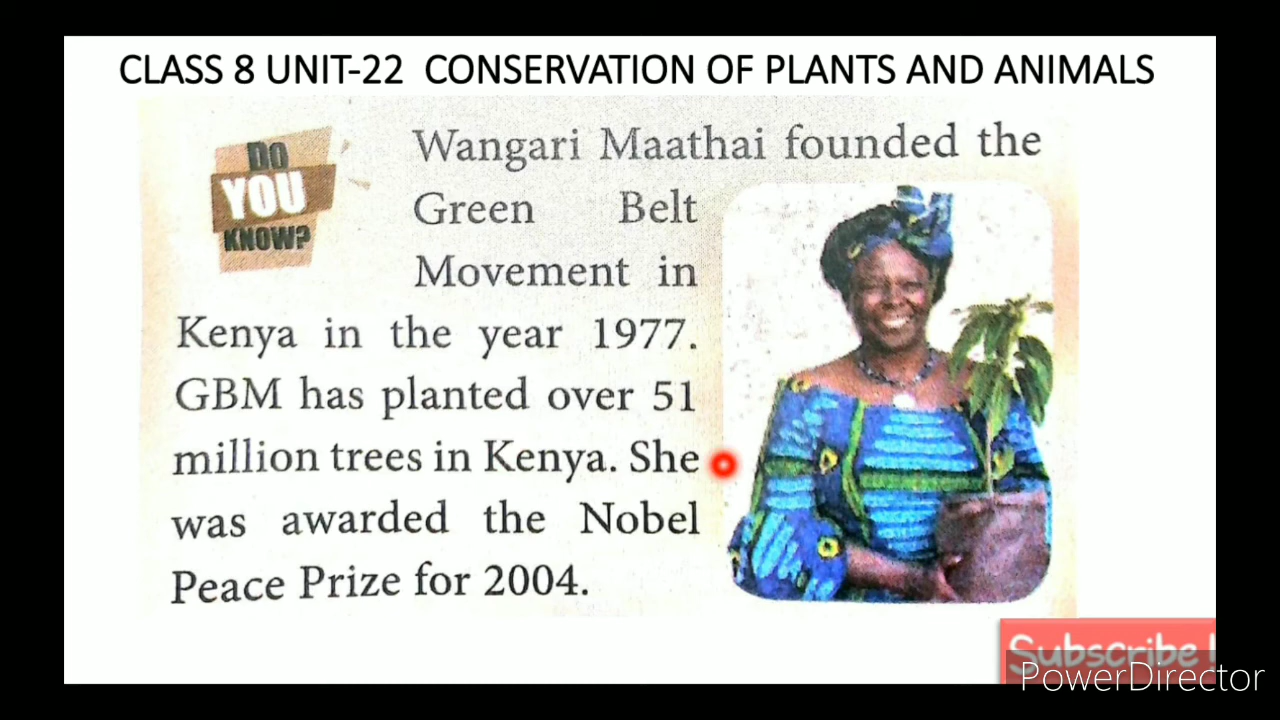 CLASS 8 UNIT-22 CONSERVATION OF PLANTS AND ANIMALS
DO
YOU
KNOW?
Wangari Maathai founded the
Green Belt
Movement in
Kenya in the year 1977.
GBM has planted over 51
million trees in Kenya. She
was awarded the Nobel
Peace Prize for 2004.
Subscribe !
PowerDirector